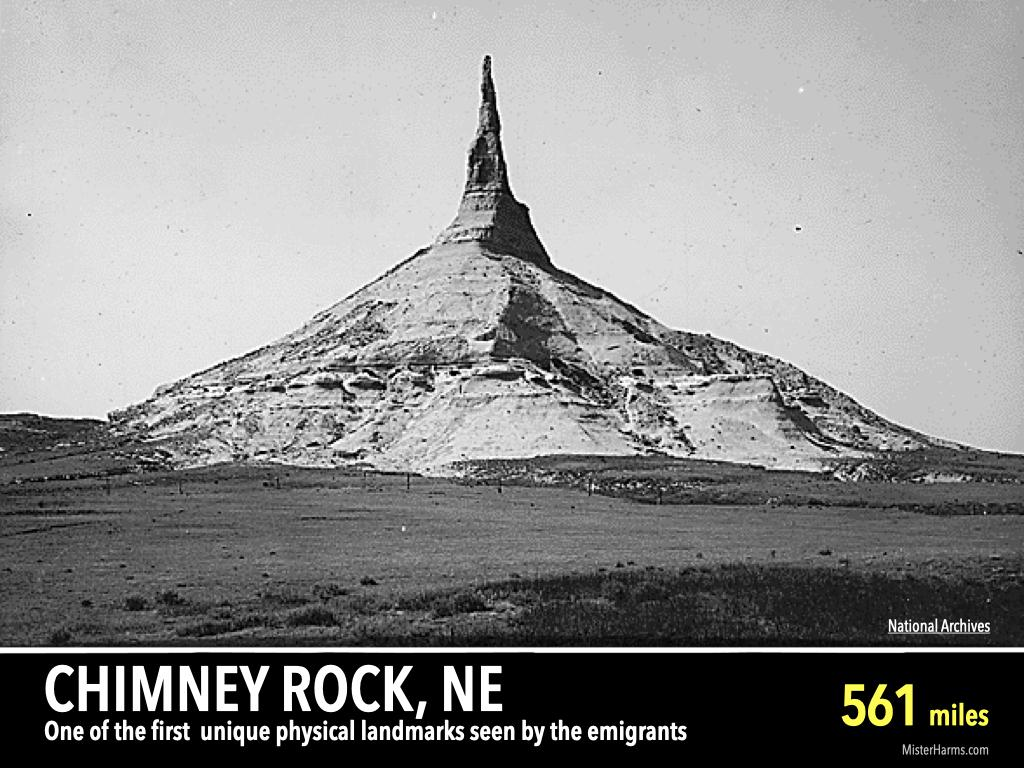 National Archives
CHIMNEY ROCK, NE
One of the first  unique physical landmarks seen by the emigrants
561 miles
MisterHarms.com